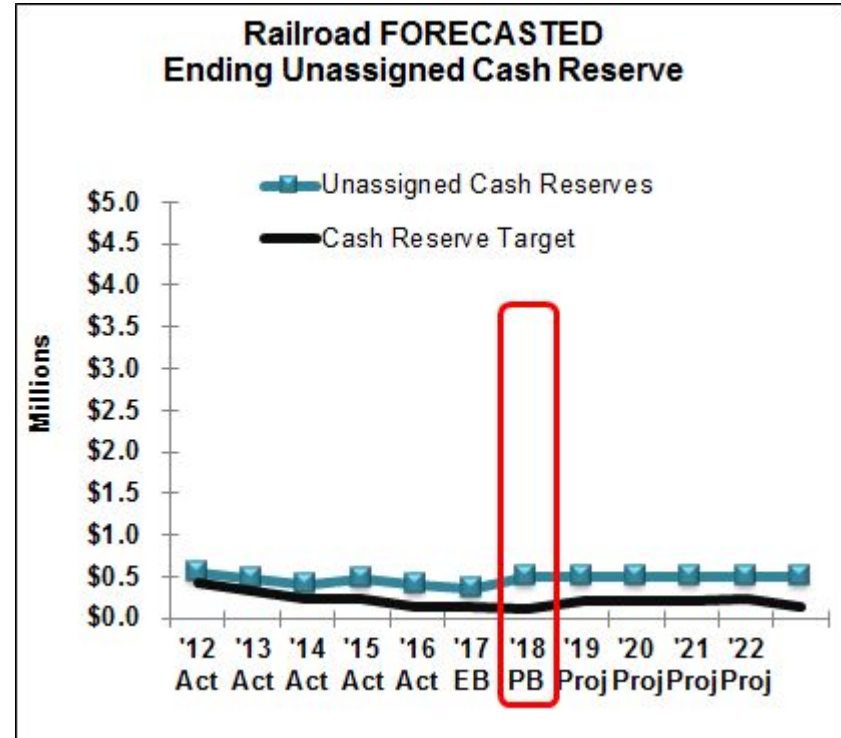 Railroad FORECASTED
Ending Unassigned Cash Reserve
Unassigned Cash Reserves
Cash Reserve Target
Millions
$5.0
$4.5
$4.0
$3.5
$3.0
$2.5
$2.0
$1.5
$1.0
$0.5
$0.0
'12 '13 '14 '15 '16 '17 '18 '19 '20 '21 '22
Act Act Act Act Act EB PB Proj Proj Proj Proj